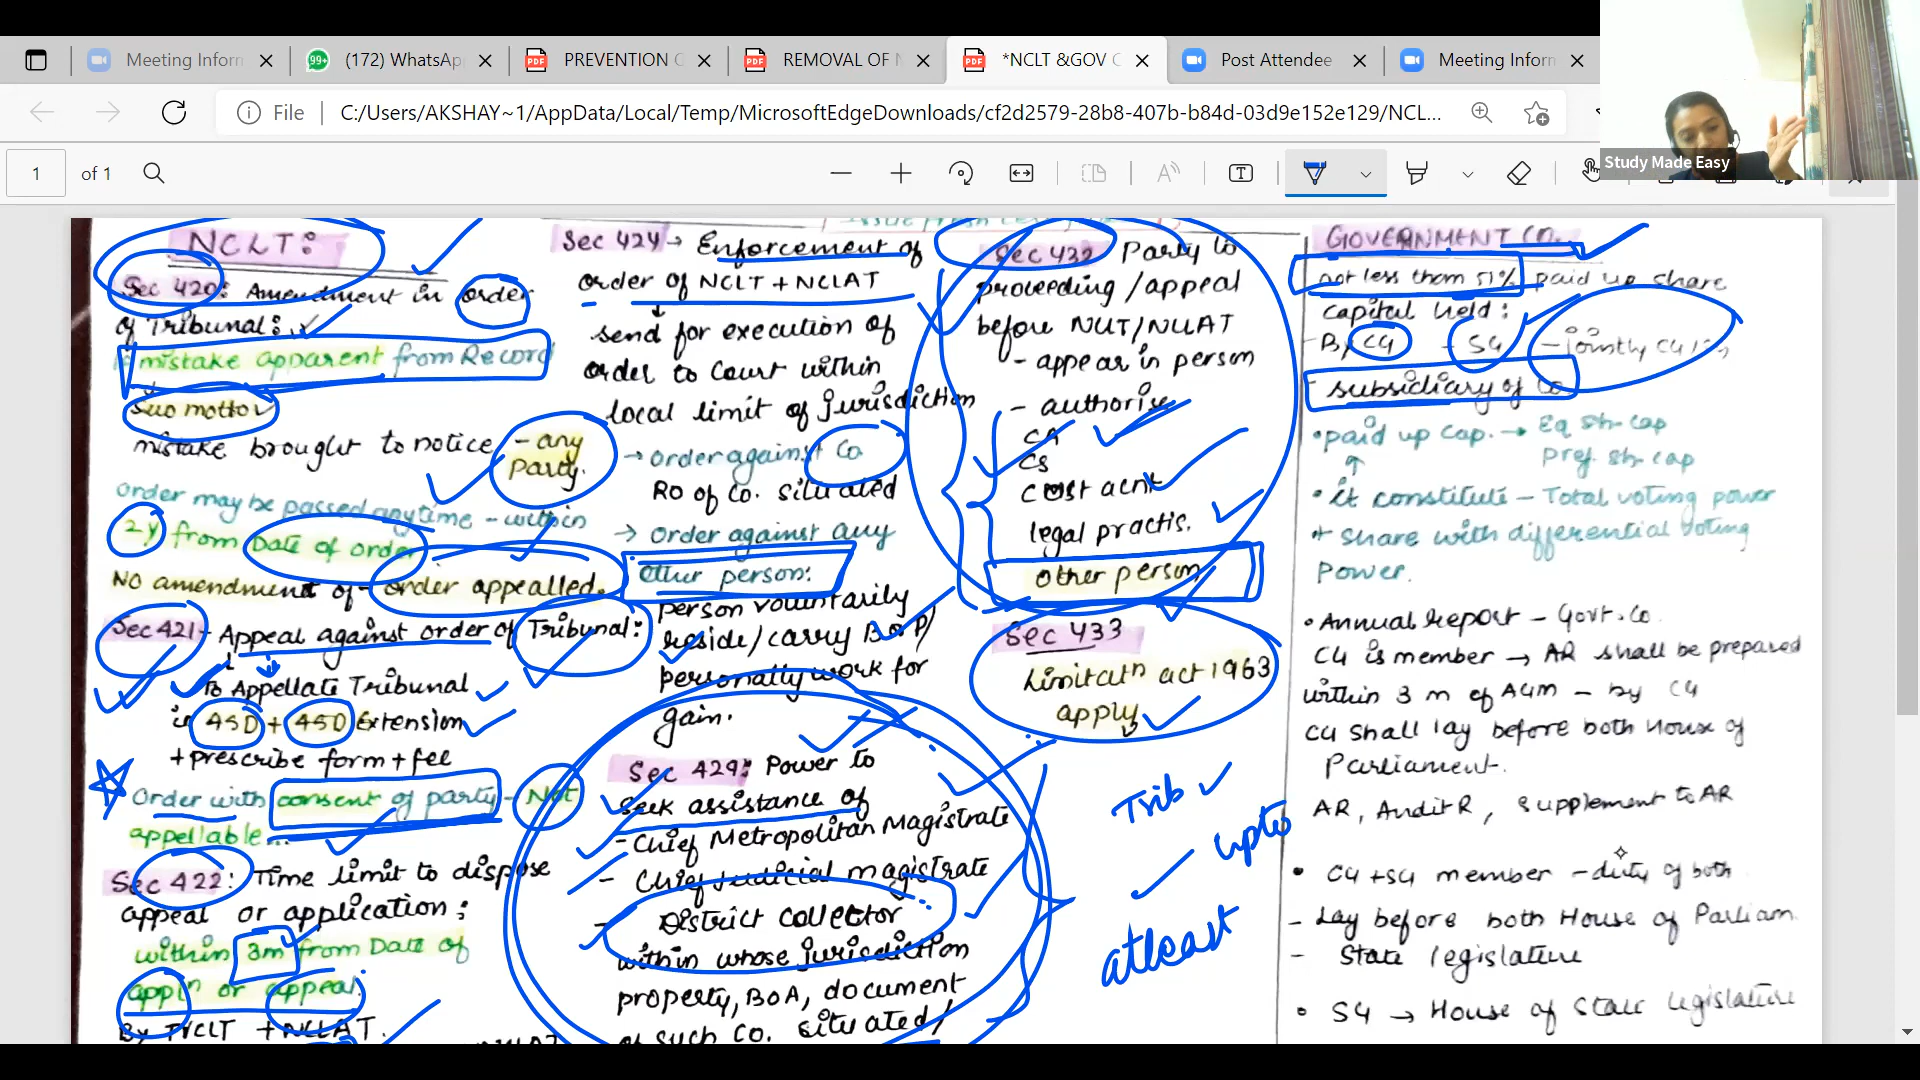 Meeting Inform
(172) WhatsAp
PREVENTION O
REMOVAL OF N
*NCLT &GOV C
Post Attendee
Meeting Inform
File
C:/Users/AKSHAY~1/AppData/Local/Temp/MicrosoftEdgeDownloads/cf2d2579-28b8-407b-b84d-03d9e152e129/NCL...
1
of 1
Study Made Easy
NCLT:
Sec 420: Amendment in order
of Tribunal:
mistake apparent from Record
suo mottor
mistake brought to notice - any
Party.
order may be passed anytime - within
2y from Date of order
No amendment of - order appealled.
Sec 421 - Appeal against order of Tribunal:
To Appellate Tribunal
in 45D + 45D Extension
+ prescribe form + fee
Order with consent of party - Not
appellable...
Sec 422: Time limit to dispose
appeal or application:
within 3m from Date of
appln or appeal.
By NCLT + NCLAT.
Sec 424 → Enforcement of
order of NCLT + NCLAT
send for execution of
order to Court within
local limit of jurisdiction
→ order against Co
RO of Co. situated
→ order against any
other person:
person voluntarily
reside/carry B or P/
personally work for
gain.
Sec 429: Power to
seek assistance of
- Chief Metropolitan Magistrate
- Chief Judicial magistrate
- District Collector
within whose jurisdiction
property, BOA, document
of such Co. situated/
Sec 432 Party to
proceeding /appeal
before NCLT/NCLAT
- appear in person
- authorise
CA
CS
Cost acnt
legal practis.
other person
Sec 433
Limitatn act 1963
apply
Trib
upto
atleast
GOVERNMENT CO.
not less than 51% paid up share
capital held:
- By CG - SG - jointly CG
- subsidiary of Co
• paid up cap. → Eq sh. cap
Pref. sh. cap
• it constitute - Total voting power
+ share with differential voting
power.
• Annual report - Govt. Co.
CG is member → AR shall be prepared
within 3 m of AGM - by CG
CG shall lay before both House of
Parliament.
AR, Audit R, supplement to AR
• CG + SG member - duty of both
- Lay before both House of Parliam.
- State legislature
• SG → House of State legislature